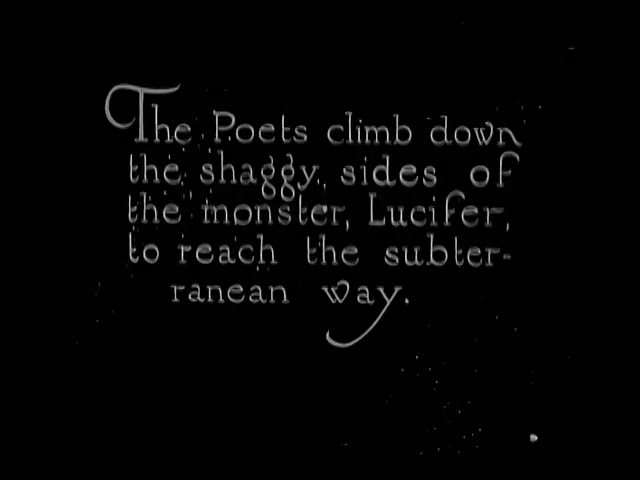 The Poets climb down
the shaggy, sides of
the monster, Lucifer,
to reach the subter-
ranean way.